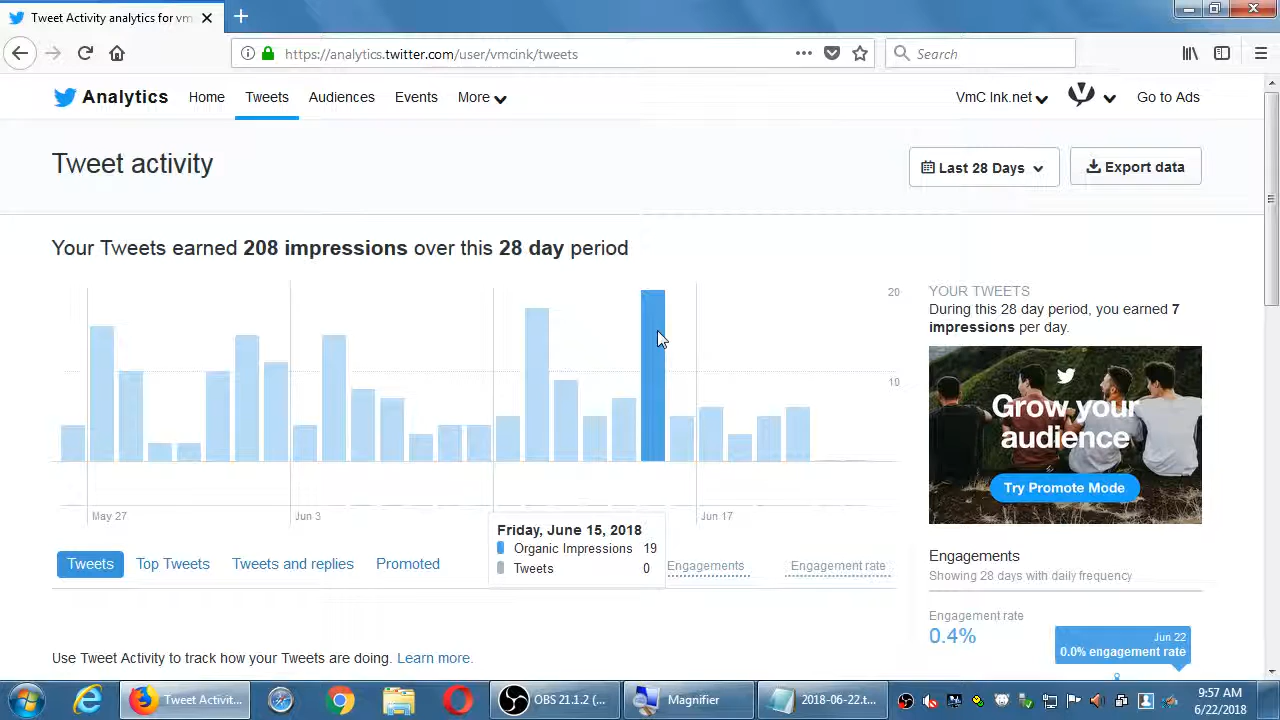 Tweet Activity analytics for vm
https://analytics.twitter.com/user/vmcink/tweets
Search
Analytics
Home
Tweets
Audiences
Events
More
VmC Ink.net
Go to Ads
Tweet activity
Last 28 Days
Export data
Your Tweets earned 208 impressions over this 28 day period
20
10
May 27
Jun 3
Jun 17
Friday, June 15, 2018
Organic Impressions 19
Tweets 0
YOUR TWEETS
During this 28 day period, you earned 7
impressions per day.
Grow your
audience
Try Promote Mode
Tweets
Top Tweets
Tweets and replies
Promoted
Engagements
Engagement rate
Engagements
Showing 28 days with daily frequency
Engagement rate
0.4%
Jun 22
0.0% engagement rate
Use Tweet Activity to track how your Tweets are doing. Learn more.
Tweet Activit...
OBS 21.1.2 (...
Magnifier
2018-06-22.t...
9:57 AM
6/22/2018